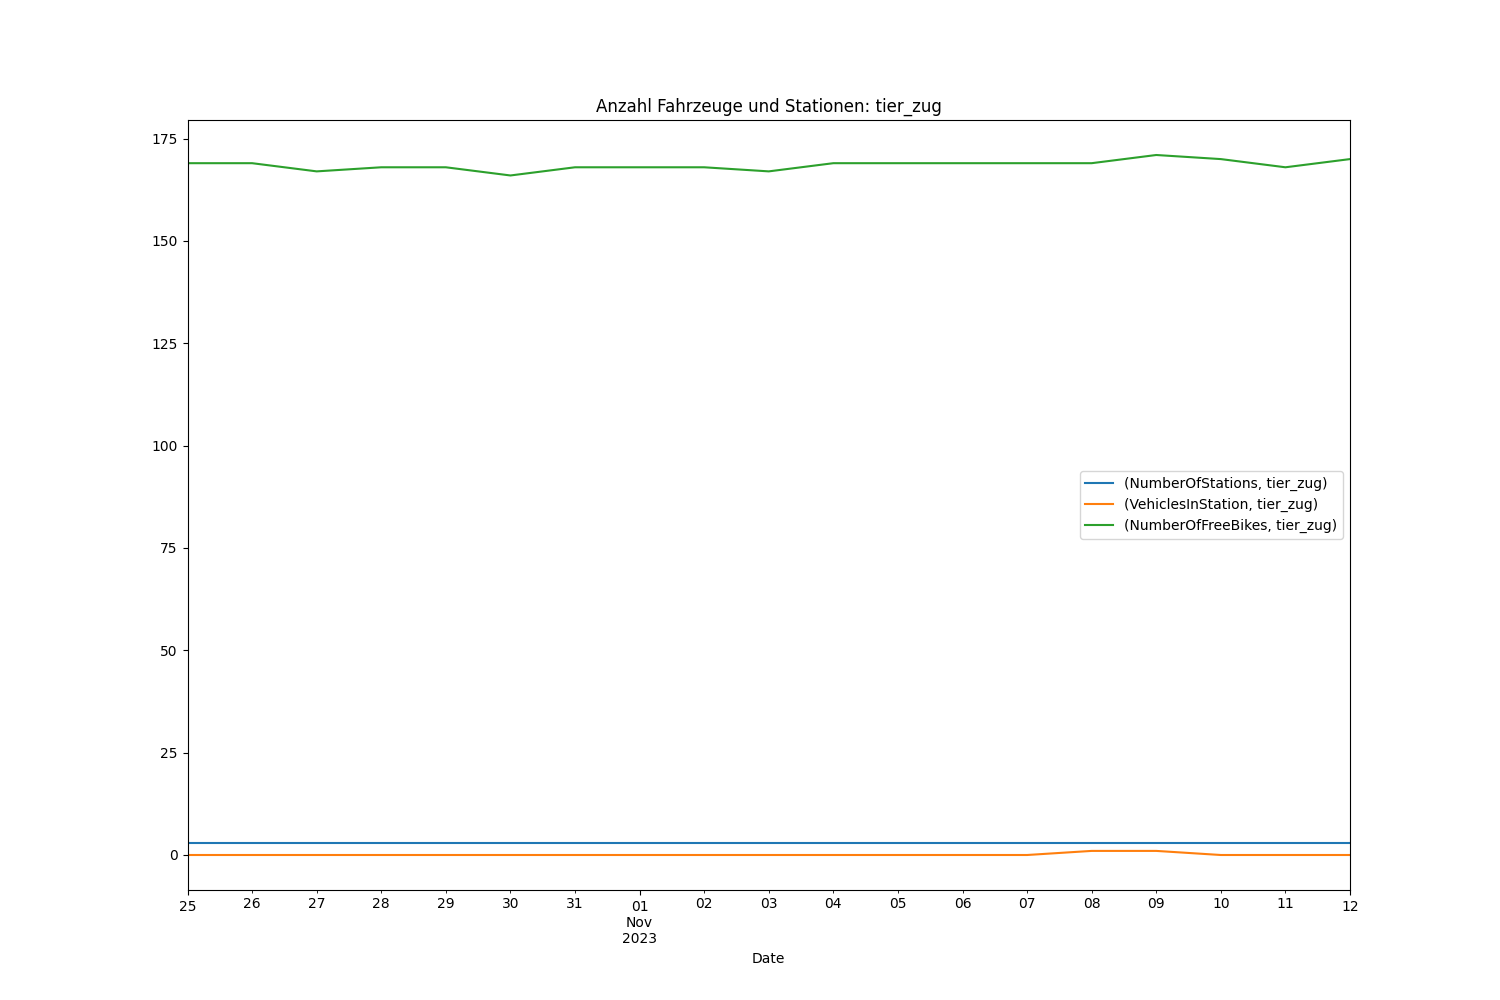 Anzahl Fahrzeuge und Stationen: tier_zug
175
150
125
100
75
50
25
0
(NumberOfStations, tier_zug)
(VehiclesInStation, tier_zug)
(NumberOfFreeBikes, tier_zug)
25 26 27 28 29 30 31 01 02 03 04 05 06 07 08 09 10 11 12
Nov
2023
Date